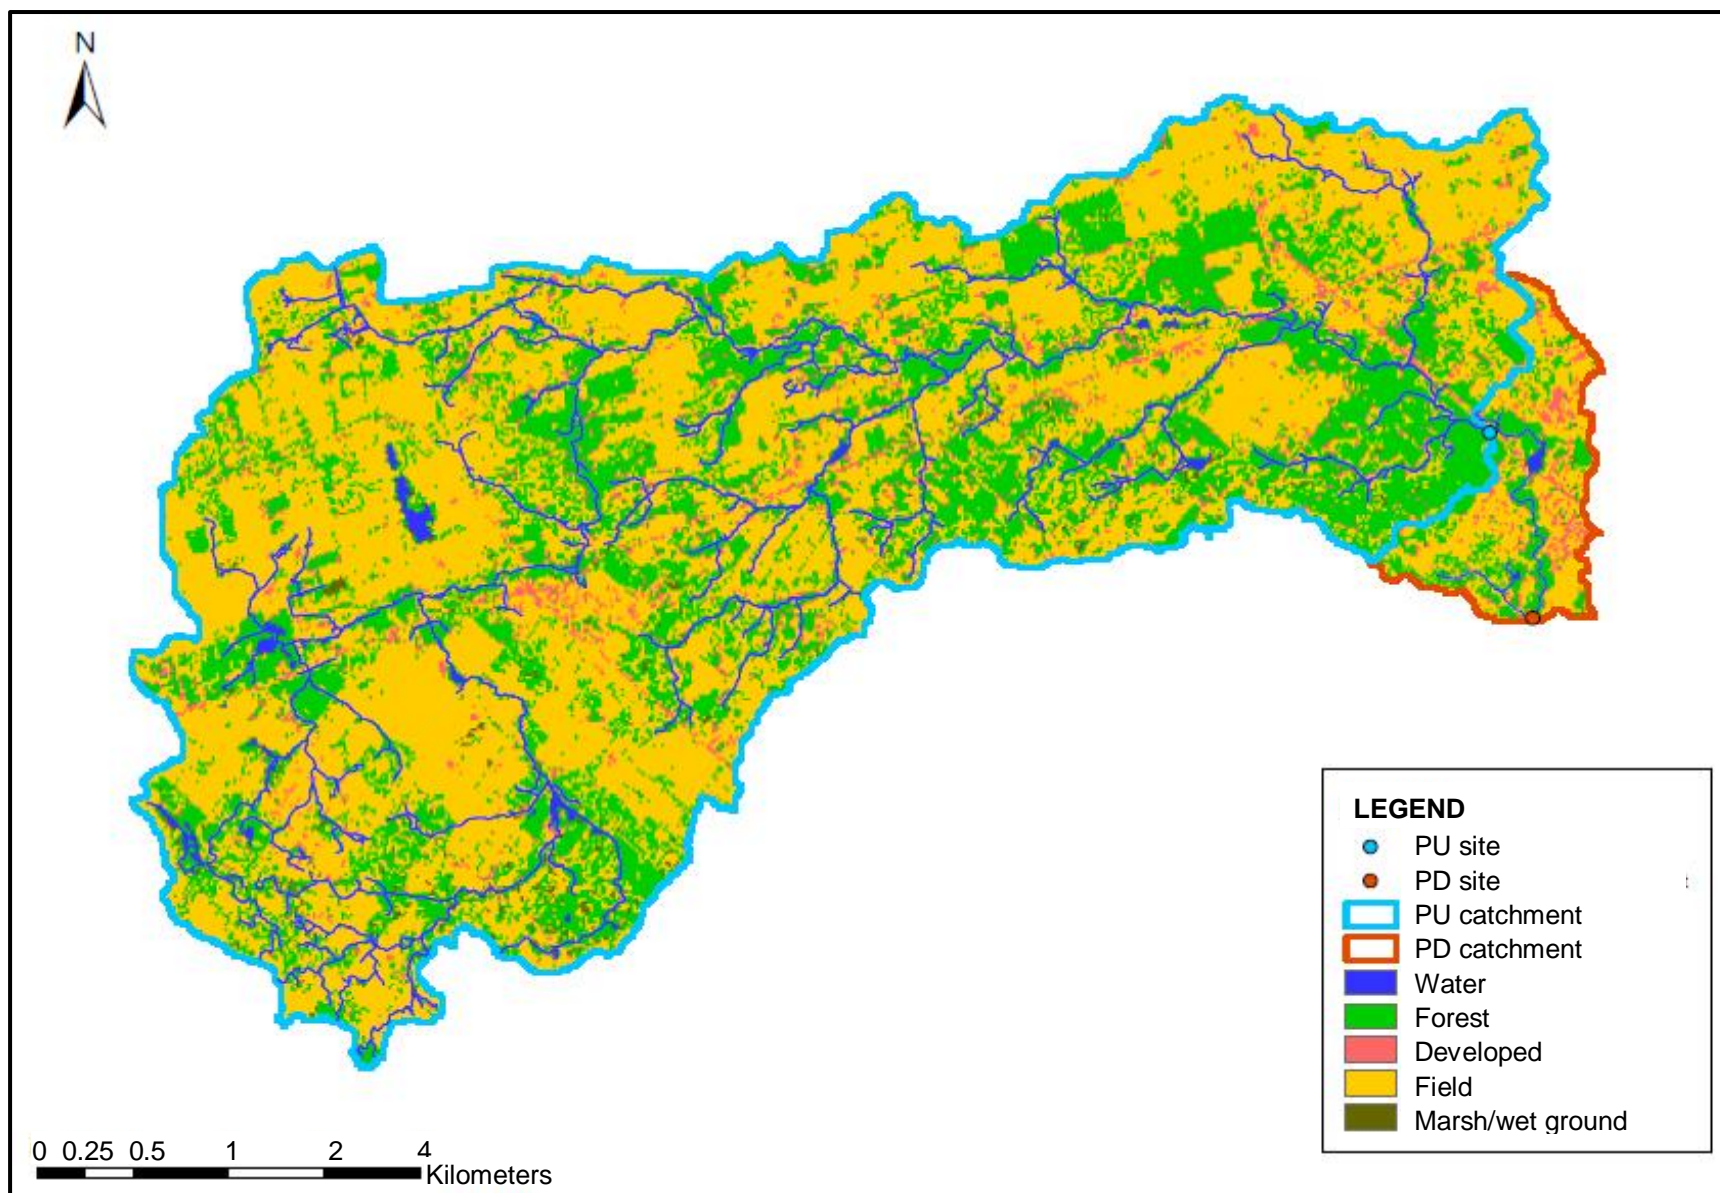 N
LEGEND
PU site
PD site
PU catchment
PD catchment
Water
Forest
Developed
Field
Marsh/wet ground
0 0.25 0.5 1 2 4
Kilometers